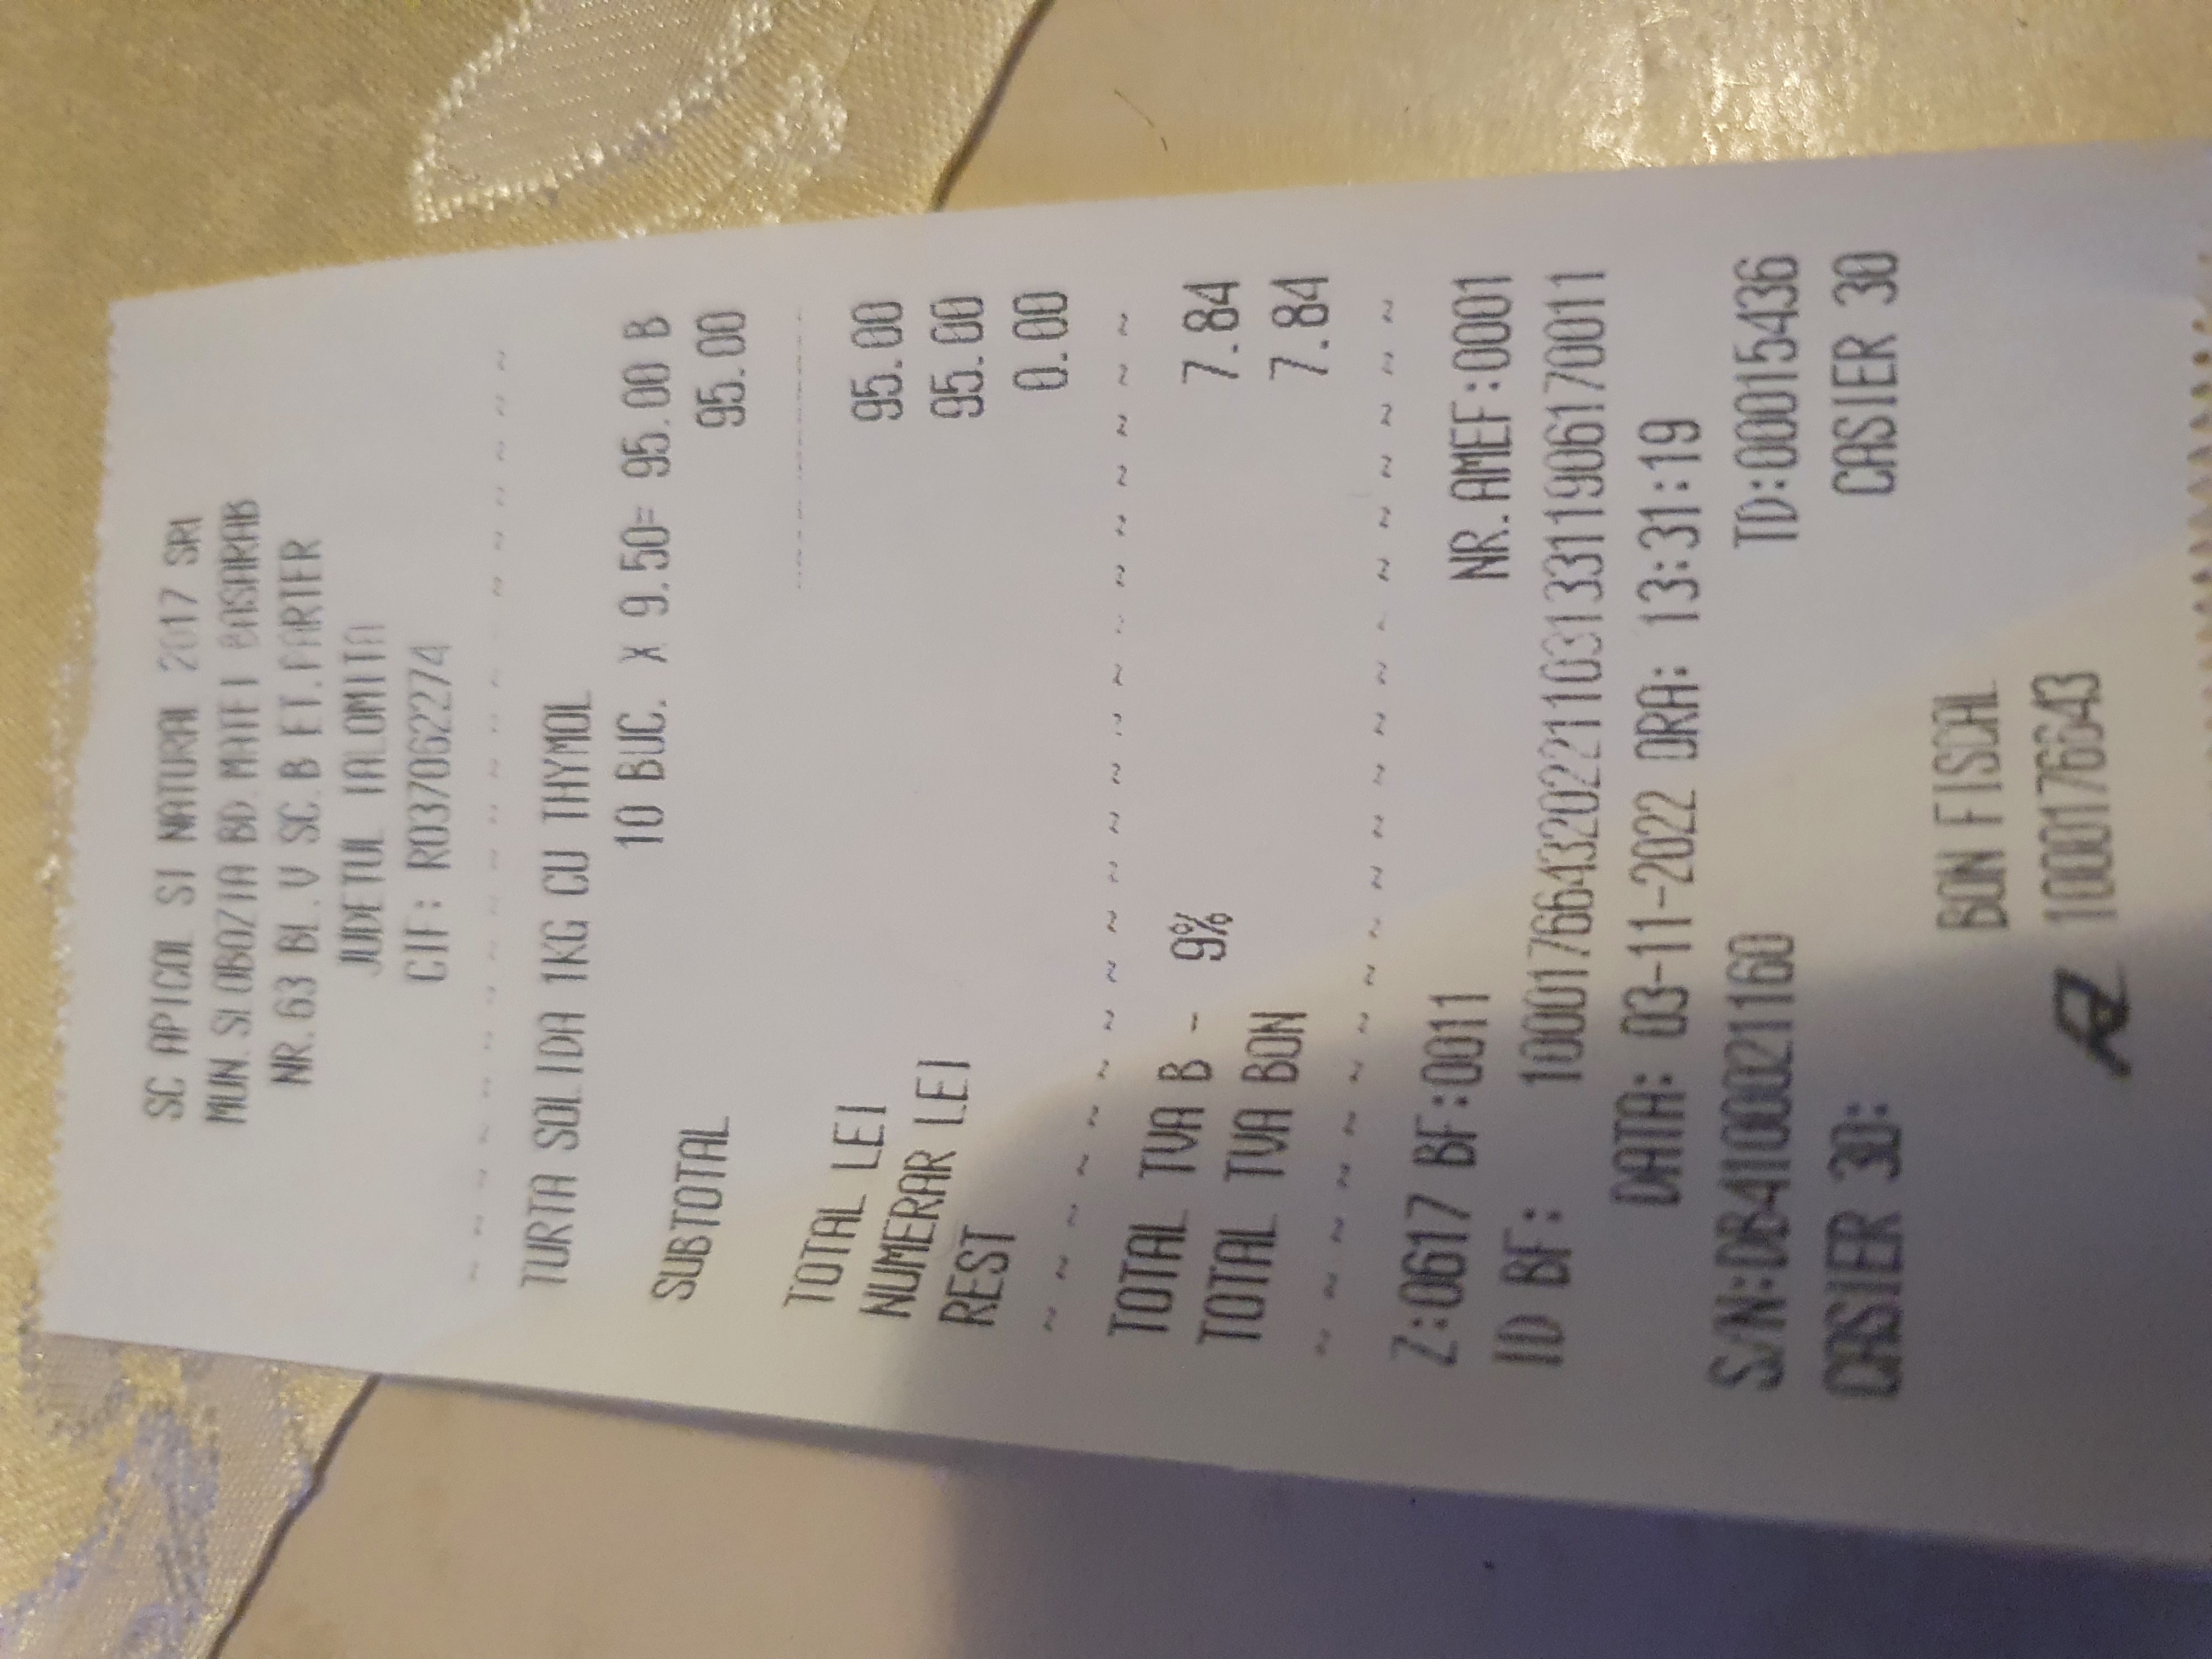 SC APICOL SI NATURAL 2017 SRL
MUN.SLOBOZIA BD.MATEI BASARAB
NR.63 BL.V SC.B ET.PARTER
JUDETUL IALOMITA
CIF: RO37062274
TURTA SOLIDA 1KG CU THYMOL
10 BUC. X 9.50= 95.00 B
SUBTOTAL 95.00
TOTAL LEI 95.00
NUMERAR LEI 95.00
REST 0.00
TOTAL TVA B - 9% 7.84
TOTAL TVA BON 7.84
Z:0617 BF:0011 NR.AMEF:0001
ID BF: 10001766432022110313311906170011
DATA: 03-11-2022 ORA: 13:31:19
S/N:DB4100021160 TD:00015436
CASIER 30: CASIER 30
BON FISCAL
1000176643